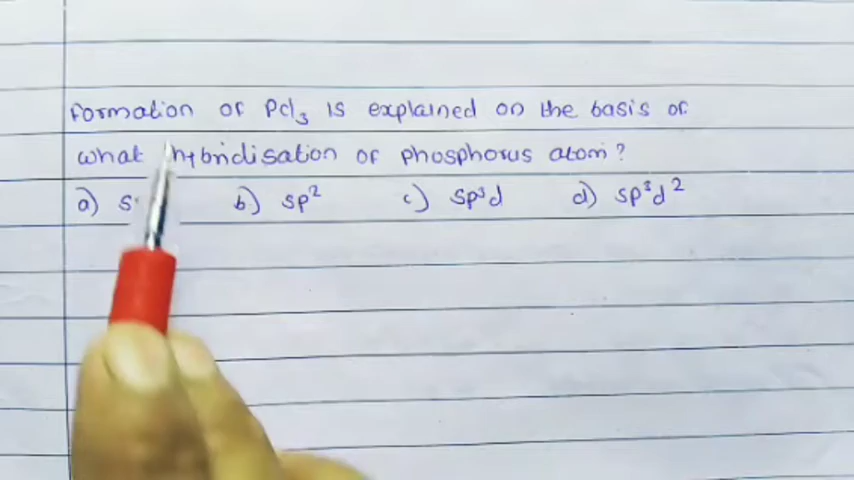 Formation of PCl₃ is explained on the basis of
what hybridisation of phosphorus atom?
a) b) sp² c) sp³d d) sp³d²